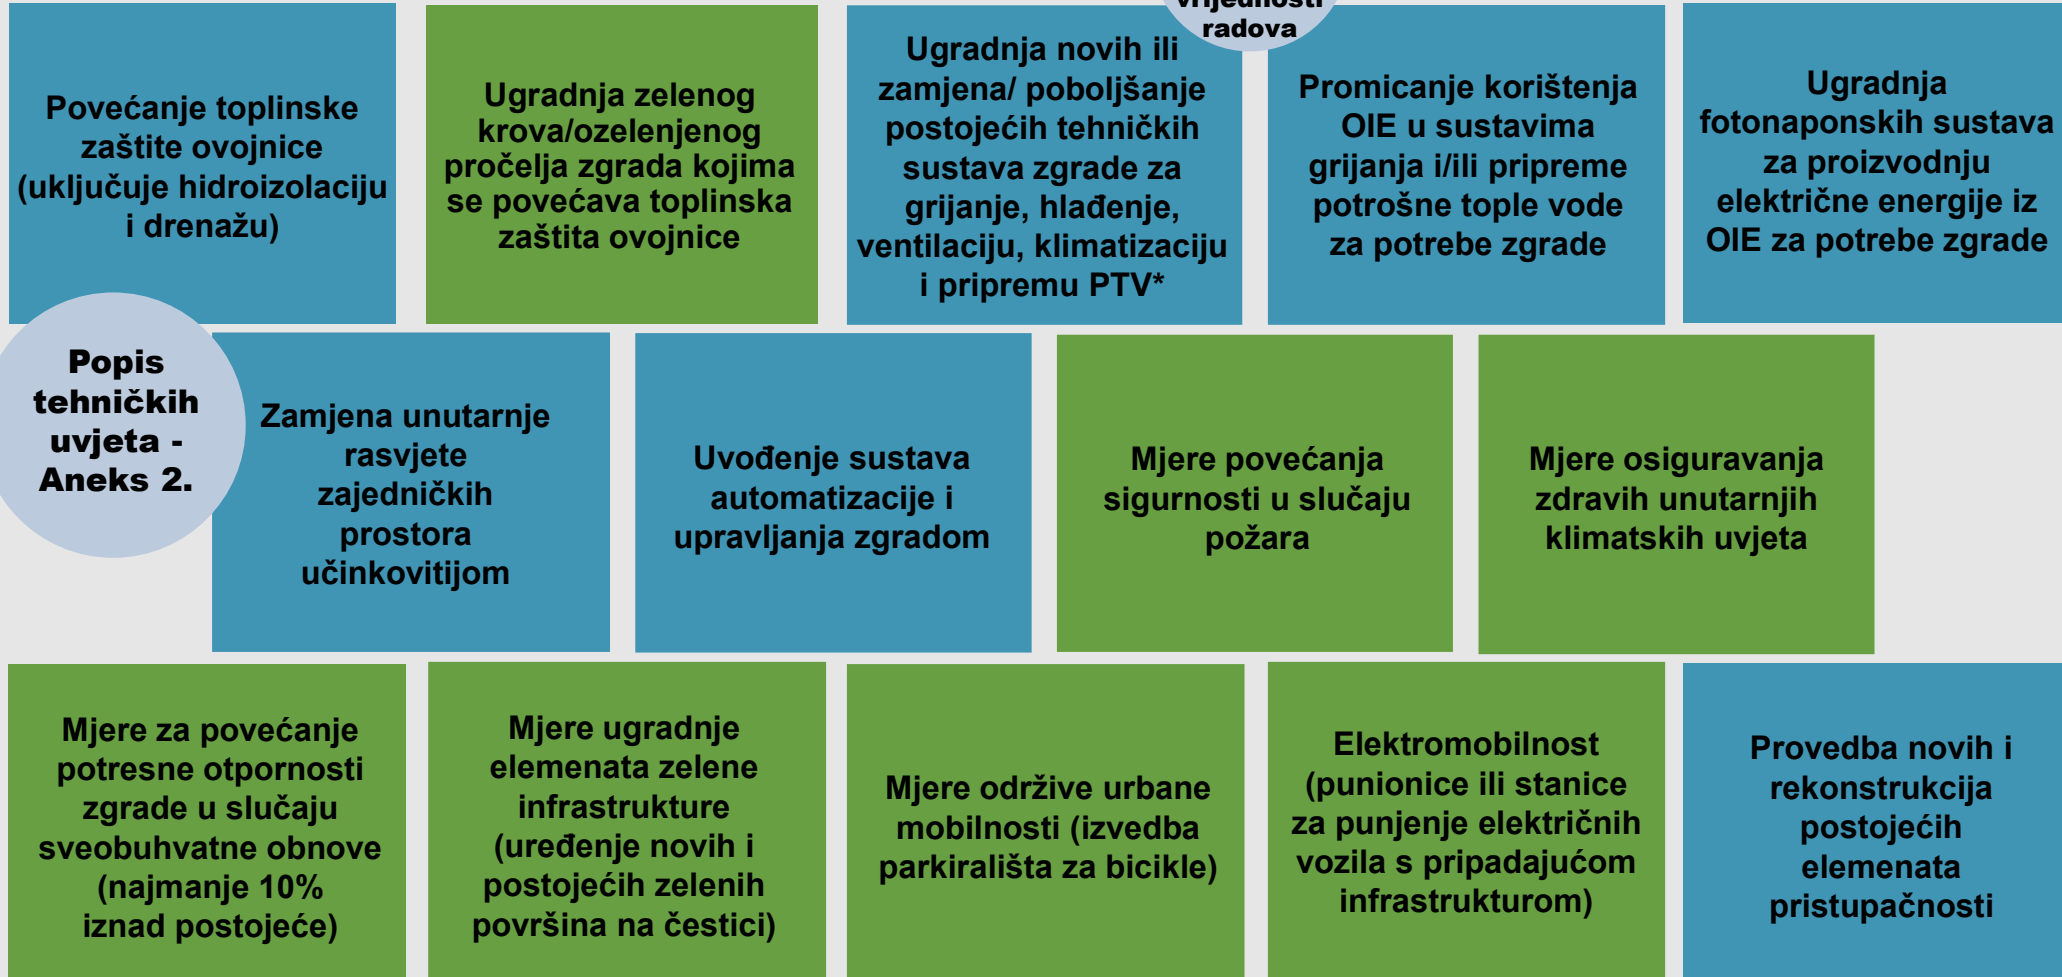 vrijednosti
radova
Povećanje toplinske
zaštite ovojnice
(uključuje hidroizolaciju
i drenažu)
Ugradnja zelenog
krova/ozelenjenog
pročelja zgrada kojima
se povećava toplinska
zaštita ovojnice
Ugradnja novih ili
zamjena/ poboljšanje
postojećih tehničkih
sustava zgrade za
grijanje, hlađenje,
ventilaciju, klimatizaciju
i pripremu PTV*
Promicanje korištenja
OIE u sustavima
grijanja i/ili pripreme
potrošne tople vode
za potrebe zgrade
Ugradnja
fotonaponskih sustava
za proizvodnju
električne energije iz
OIE za potrebe zgrade
Popis
tehničkih
uvjeta -
Aneks 2.
Zamjena unutarnje
rasvjete
zajedničkih
prostora
učinkovitijom
Uvođenje sustava
automatizacije i
upravljanja zgradom
Mjere povećanja
sigurnosti u slučaju
požara
Mjere osiguravanja
zdravih unutarnjih
klimatskih uvjeta
Mjere za povećanje
potresne otpornosti
zgrade u slučaju
sveobuhvatne obnove
(najmanje 10%
iznad postojeće)
Mjere ugradnje
elemenata zelene
infrastrukture
(uređenje novih i
postojećih zelenih
površina na čestici)
Mjere održive urbane
mobilnosti (izvedba
parkirališta za bicikle)
Elektromobilnost
(punionice ili stanice
za punjenje električnih
vozila s pripadajućom
infrastrukturom)
Provedba novih i
rekonstrukcija
postojećih
elemenata
pristupačnosti